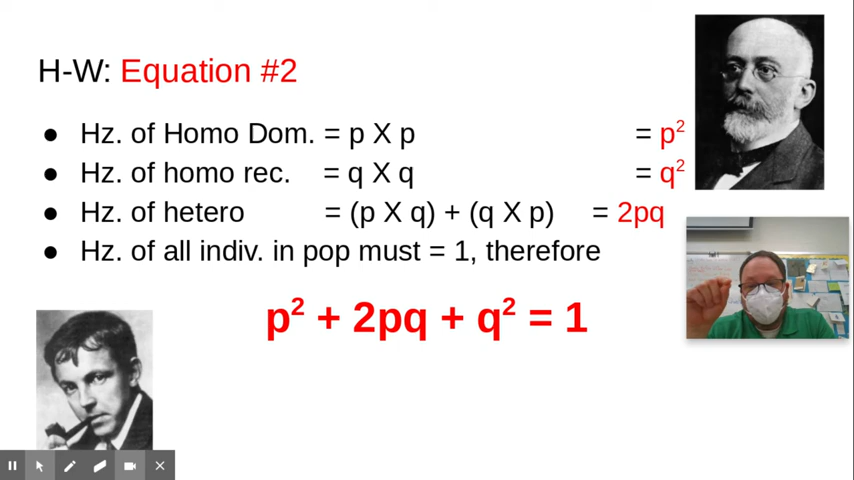 H-W: Equation #2
● Hz. of Homo Dom. = p X p = p²
● Hz. of homo rec. = q X q = q²
● Hz. of hetero = (p X q) + (q X p) = 2pq
● Hz. of all indiv. in pop must = 1, therefore
p² + 2pq + q² = 1